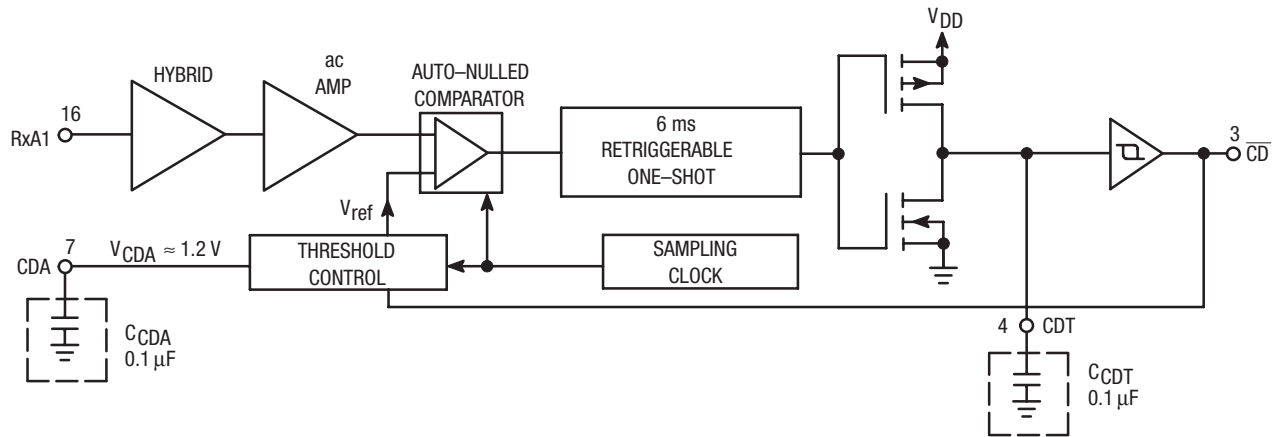 V_DD
HYBRID
ac
AMP
AUTO–NULLED
COMPARATOR
16
RxA1
6 ms
RETRIGGERABLE
ONE–SHOT
3
C̅D̅
V_ref
7
CDA
V_CDA ≈ 1.2 V
THRESHOLD
CONTROL
SAMPLING
CLOCK
4
CDT
C_CDA
0.1 µF
C_CDT
0.1 µF